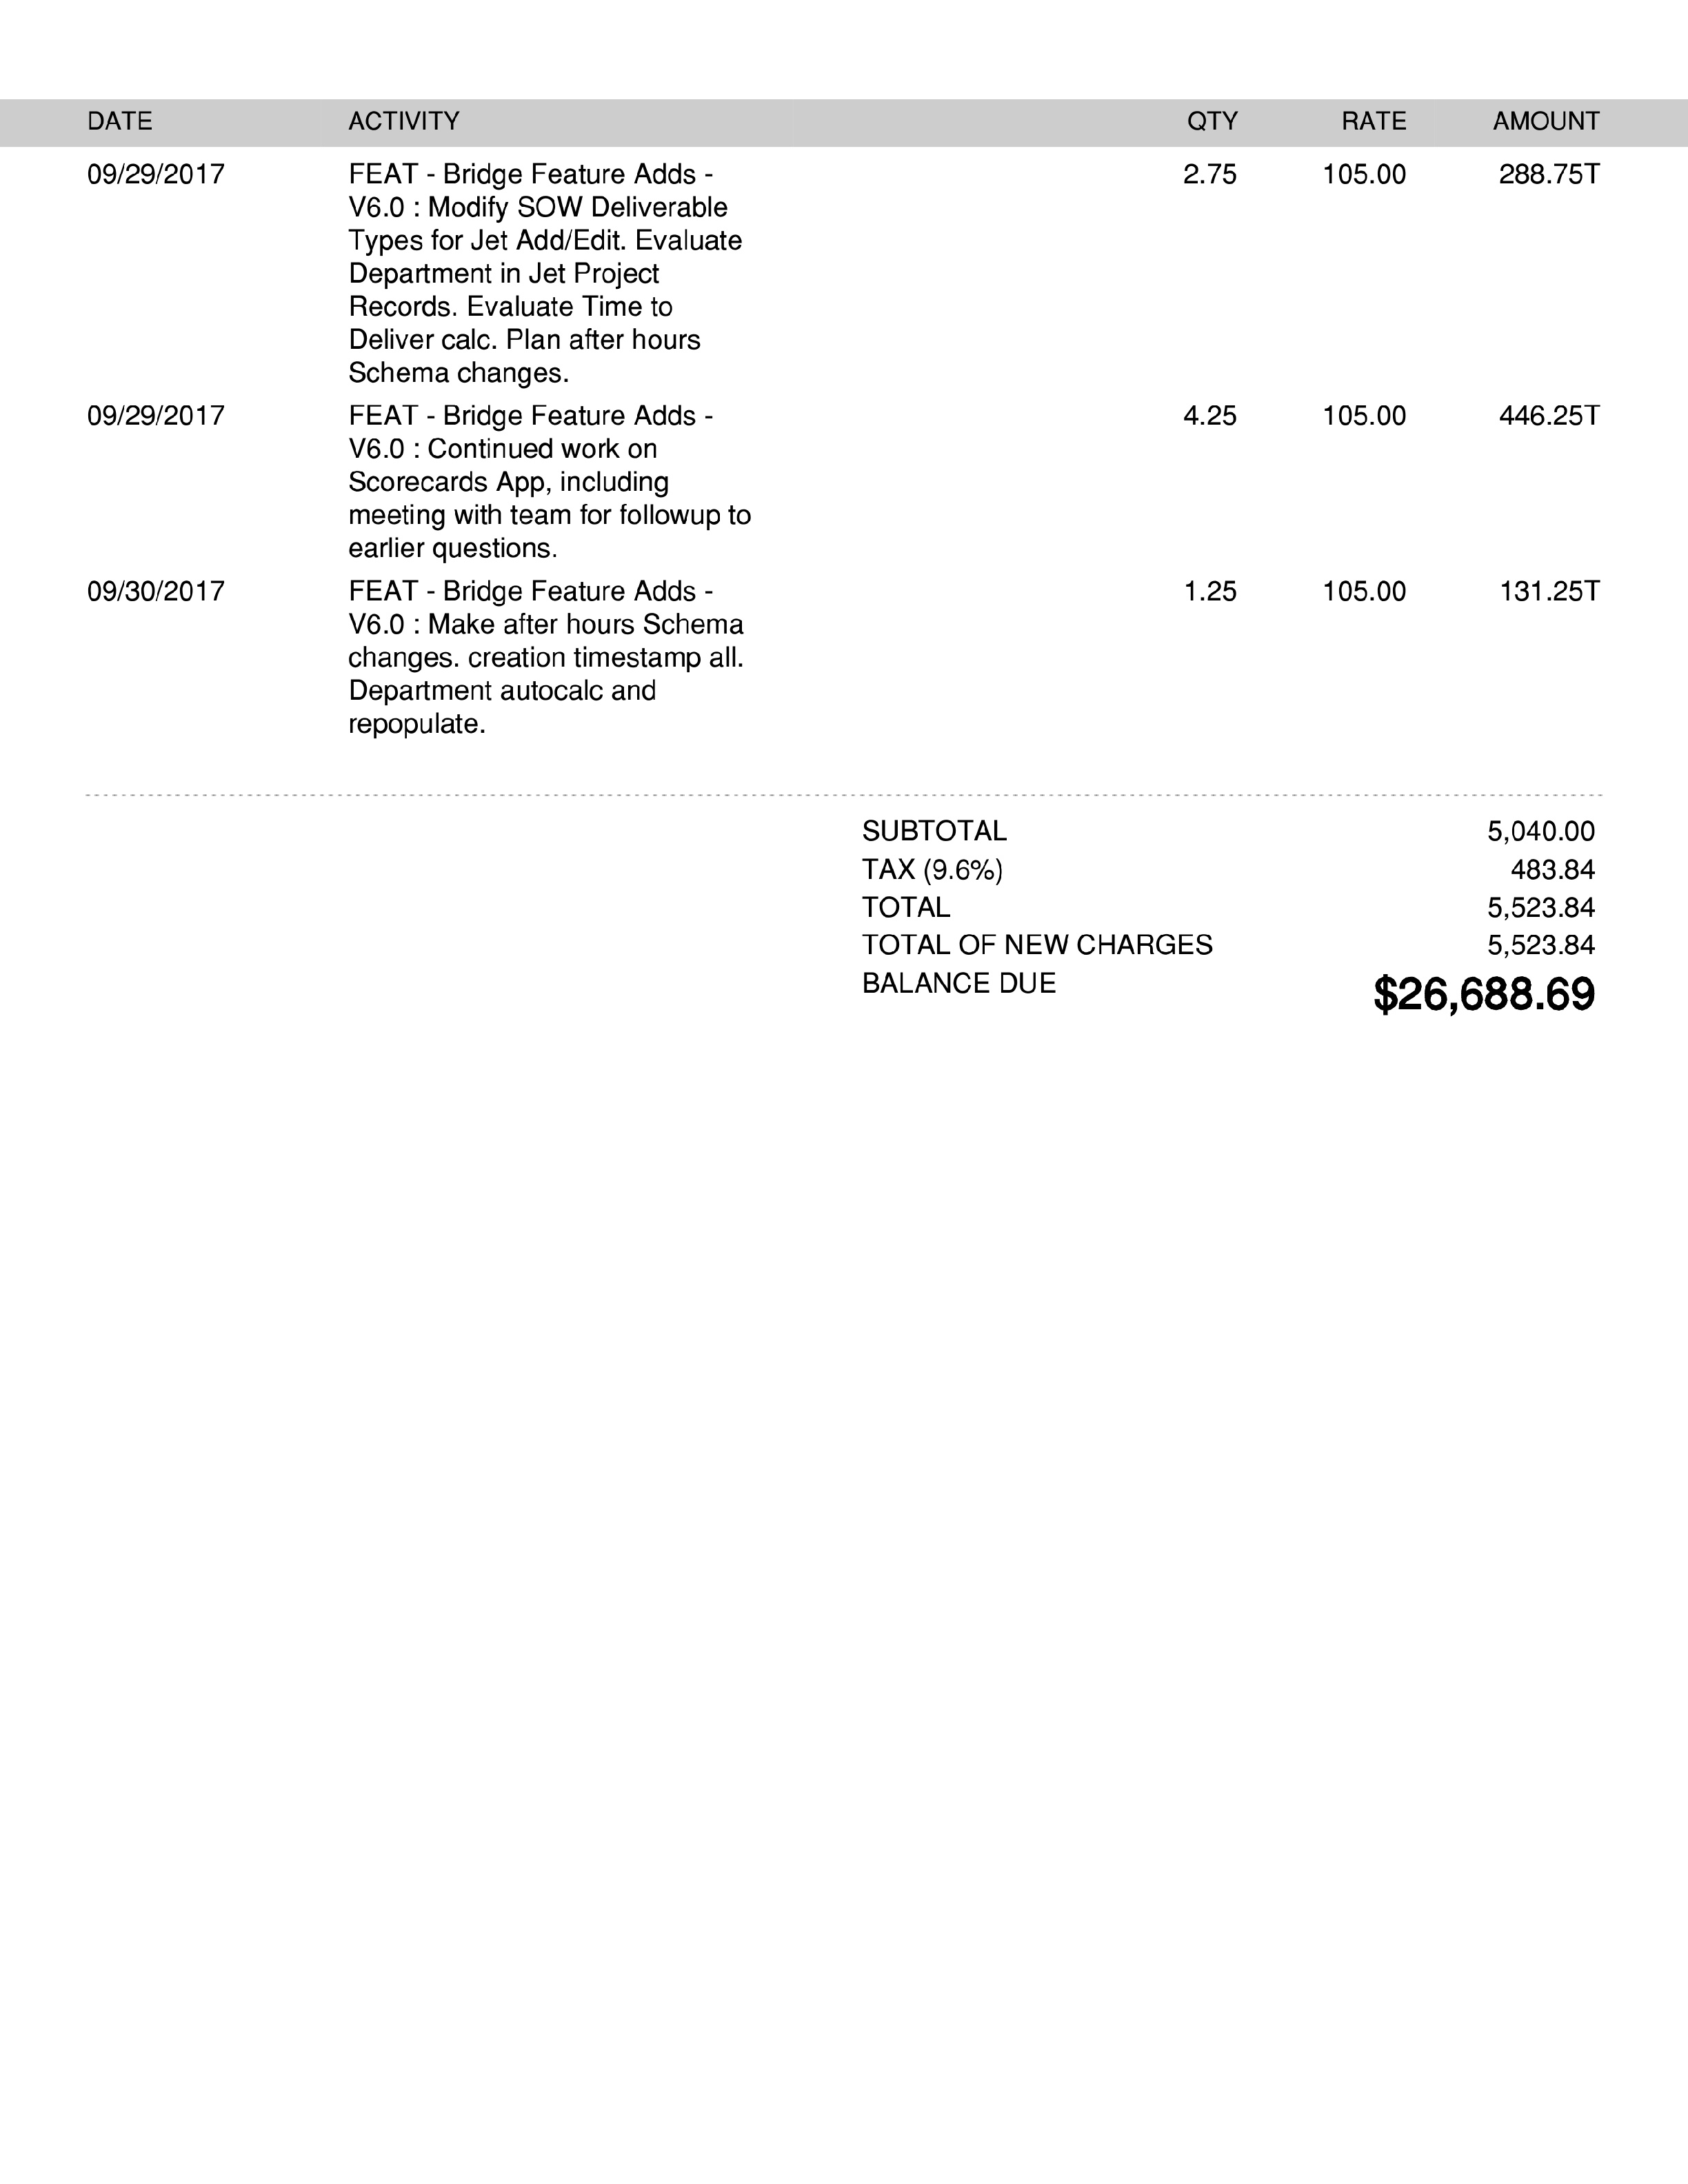 DATE ACTIVITY QTY RATE AMOUNT
09/29/2017 FEAT - Bridge Feature Adds - 2.75 105.00 288.75T
V6.0 : Modify SOW Deliverable
Types for Jet Add/Edit. Evaluate
Department in Jet Project
Records. Evaluate Time to
Deliver calc. Plan after hours
Schema changes.
09/29/2017 FEAT - Bridge Feature Adds - 4.25 105.00 446.25T
V6.0 : Continued work on
Scorecards App, including
meeting with team for followup to
earlier questions.
09/30/2017 FEAT - Bridge Feature Adds - 1.25 105.00 131.25T
V6.0 : Make after hours Schema
changes. creation timestamp all.
Department autocalc and
repopulate.
SUBTOTAL 5,040.00
TAX (9.6%) 483.84
TOTAL 5,523.84
TOTAL OF NEW CHARGES 5,523.84
BALANCE DUE $26,688.69